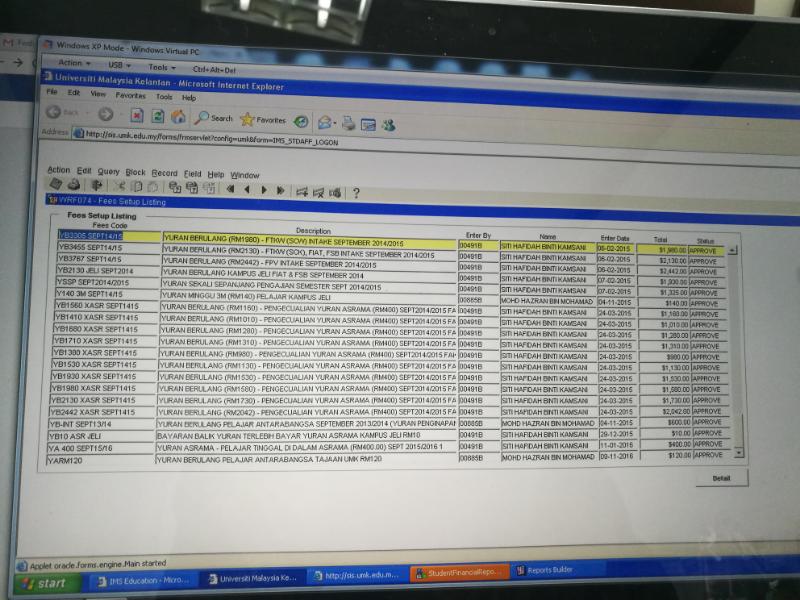 Windows XP Mode - Windows Virtual PC
Action USB Tools Ctrl+Alt+Del
Universiti Malaysia Kelantan - Microsoft Internet Explorer
File Edit View Favorites Tools Help
Back Search Favorites
Address http://sis.umk.edu.my/forms/frmservlet?config=umk&form=IMS_STDAFF_LOGON
Action Edit Query Block Record Field Help Window
WRF074 - Fees Setup Listing
Fees Setup Listing
Fees Code Description Enter By Name Enter Date Total Status
YB3305 SEPT14/15 YURAN BERULANG (RM1980) - FTKW (SCW) INTAKE SEPTEMBER 2014/2015 00491B SITI HAFIDAH BINTI KAMSANI 06-02-2015 $1,980.00 APPROVE
YB3455 SEPT14/15 YURAN BERULANG (RM2130) - FTKW (SCK), FIAT, FSB INTAKE SEPTEMBER 2014/2015 00491B SITI HAFIDAH BINTI KAMSANI 06-02-2015 $2,130.00 APPROVE
YB3767 SEPT14/15 YURAN BERULANG (RM2442) - FPV INTAKE SEPTEMBER 2014/2015 00491B SITI HAFIDAH BINTI KAMSANI 06-02-2015 $2,442.00 APPROVE
YB2130 JELI SEPT2014 YURAN BERULANG KAMPUS JELI FIAT & FSB SEPTEMBER 2014 00491B SITI HAFIDAH BINTI KAMSANI 07-02-2015 APPROVE
YSSP SEPT2014/2015 YURAN SEKALI SEPANJANG PENGAJIAN SEMESTER SEPT 2014/2015 00491B SITI HAFIDAH BINTI KAMSANI 07-02-2015 APPROVE
Y140 3M SEPT14/15 YURAN MINGGU 3M (RM140) PELAJAR KAMPUS JELI 00885B MOHD HAZRAN BIN MOHAMAD 04-11-2015 $140.00 APPROVE
YB1560 XASR SEPT1415 YURAN BERULANG (RM1160) - PENGECUALIAN YURAN ASRAMA (RM400) SEPT2014/2015 FA 00491B SITI HAFIDAH BINTI KAMSANI 24-03-2015 $1,160.00 APPROVE
YB1410 XASR SEPT1415 YURAN BERULANG (RM1010) - PENGECUALIAN YURAN ASRAMA (RM400) SEPT2014/2015 FA 00491B SITI HAFIDAH BINTI KAMSANI 24-03-2015 $1,010.00 APPROVE
YB1680 XASR SEPT1415 YURAN BERULANG (RM1280) - PENGECUALIAN YURAN ASRAMA (RM400) SEPT2014/2015 FA 00491B SITI HAFIDAH BINTI KAMSANI 24-03-2015 $1,280.00 APPROVE
YB1710 XASR SEPT1415 YURAN BERULANG (RM1310) - PENGECUALIAN YURAN ASRAMA (RM400) SEPT2014/2015 FA 00491B SITI HAFIDAH BINTI KAMSANI 24-03-2015 $1,310.00 APPROVE
YB1380 XASR SEPT1415 YURAN BERULANG (RM980) - PENGECUALIAN YURAN ASRAMA (RM400) SEPT2014/2015 00491B SITI HAFIDAH BINTI KAMSANI 24-03-2015 $980.00 APPROVE
YB1530 XASR SEPT1415 YURAN BERULANG (RM1130) - PENGECUALIAN YURAN ASRAMA (RM400) SEPT2014/2015 FA 00491B SITI HAFIDAH BINTI KAMSANI 24-03-2015 $1,130.00 APPROVE
YB1930 XASR SEPT1415 YURAN BERULANG (RM1530) - PENGECUALIAN YURAN ASRAMA (RM400) SEPT2014/2015 FA 00491B SITI HAFIDAH BINTI KAMSANI 24-03-2015 $1,530.00 APPROVE
YB1980 XASR SEPT1415 YURAN BERULANG (RM1580) - PENGECUALIAN YURAN ASRAMA (RM400) SEPT2014/2015 FA 00491B SITI HAFIDAH BINTI KAMSANI 24-03-2015 $1,580.00 APPROVE
YB2130 XASR SEPT1415 YURAN BERULANG (RM1730) - PENGECUALIAN YURAN ASRAMA (RM400) SEPT2014/2015 FA 00491B SITI HAFIDAH BINTI KAMSANI 24-03-2015 $1,730.00 APPROVE
YB2442 XASR SEPT1415 YURAN BERULANG (RM2042) - PENGECUALIAN YURAN ASRAMA (RM400) SEPT2014/2015 FA 00491B SITI HAFIDAH BINTI KAMSANI 24-03-2015 $2,042.00 APPROVE
YB-INT SEPT13/14 YURAN BERULANG PELAJAR ANTARABANGSA SEPTEMBER 2013/2014 (YURAN PENGINAPA 00885B MOHD HAZRAN BIN MOHAMAD 04-11-2015 $600.00 APPROVE
YB10 ASR JELI BAYARAN BALIK YURAN TERLEBIH BAYAR YURAN ASRAMA KAMPUS JELI RM10 00491B SITI HAFIDAH BINTI KAMSANI 29-12-2015 $10.00 APPROVE
YA 400 SEPT15/16 YURAN ASRAMA - PELAJAR TINGGAL DI DALAM ASRAMA (RM400.00) SEPT 2015/2016 1 00491B SITI HAFIDAH BINTI KAMSANI 11-01-2016 $400.00 APPROVE
YARM120 YURAN BERULANG PELAJAR ANTARABANGSA TAJAAN UMK RM120 00885B MOHD HAZRAN BIN MOHAMAD 09-11-2016 $120.00 APPROVE
Detail
Applet oracle.forms.engine.Main started
start IMS Education - Micro... Universiti Malaysia Ke... http://sis.umk.edu.m... StudentFinancialRepo... Reports Builder